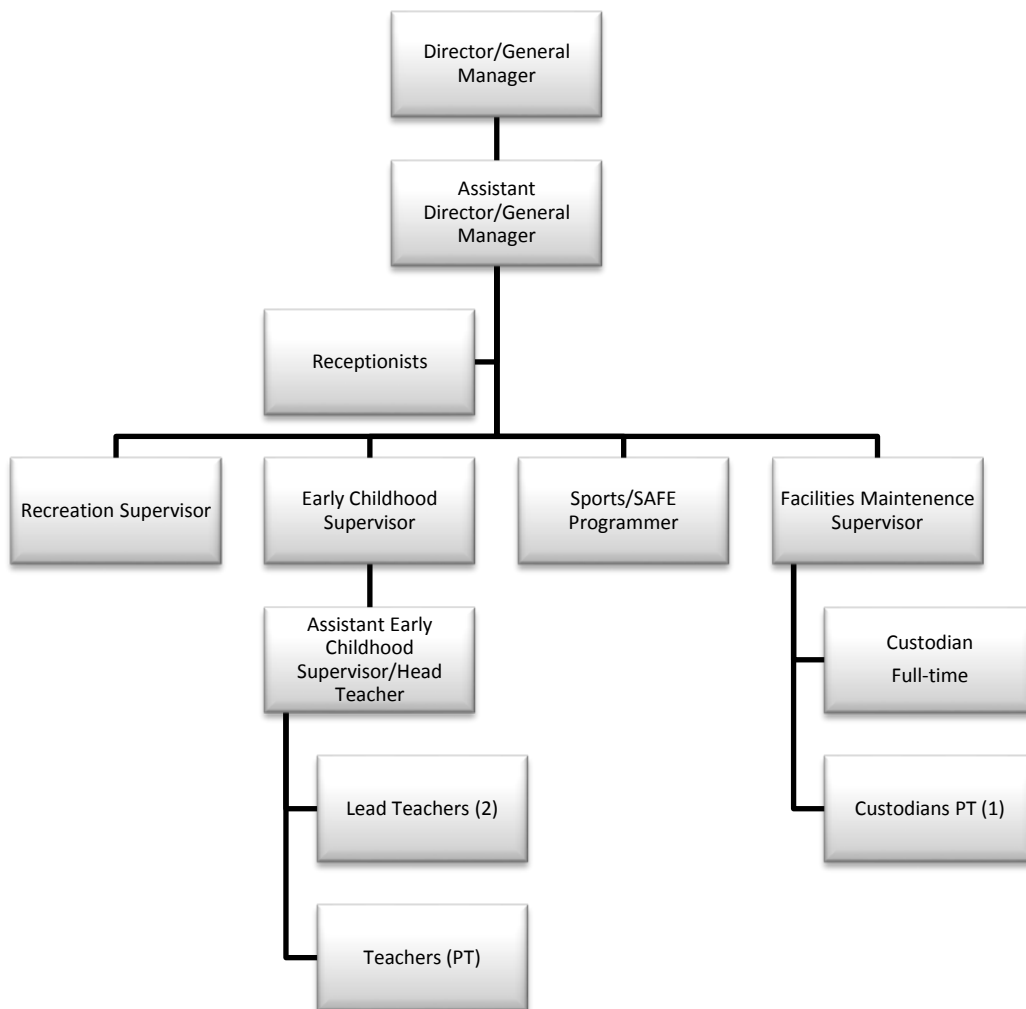 Director/General
Manager
Assistant
Director/General
Manager
Receptionists
Recreation Supervisor
Early Childhood
Supervisor
Sports/SAFE
Programmer
Facilities Maintenence
Supervisor
Assistant Early
Childhood
Supervisor/Head
Teacher
Custodian
Full-time
Lead Teachers (2)
Custodians PT (1)
Teachers (PT)